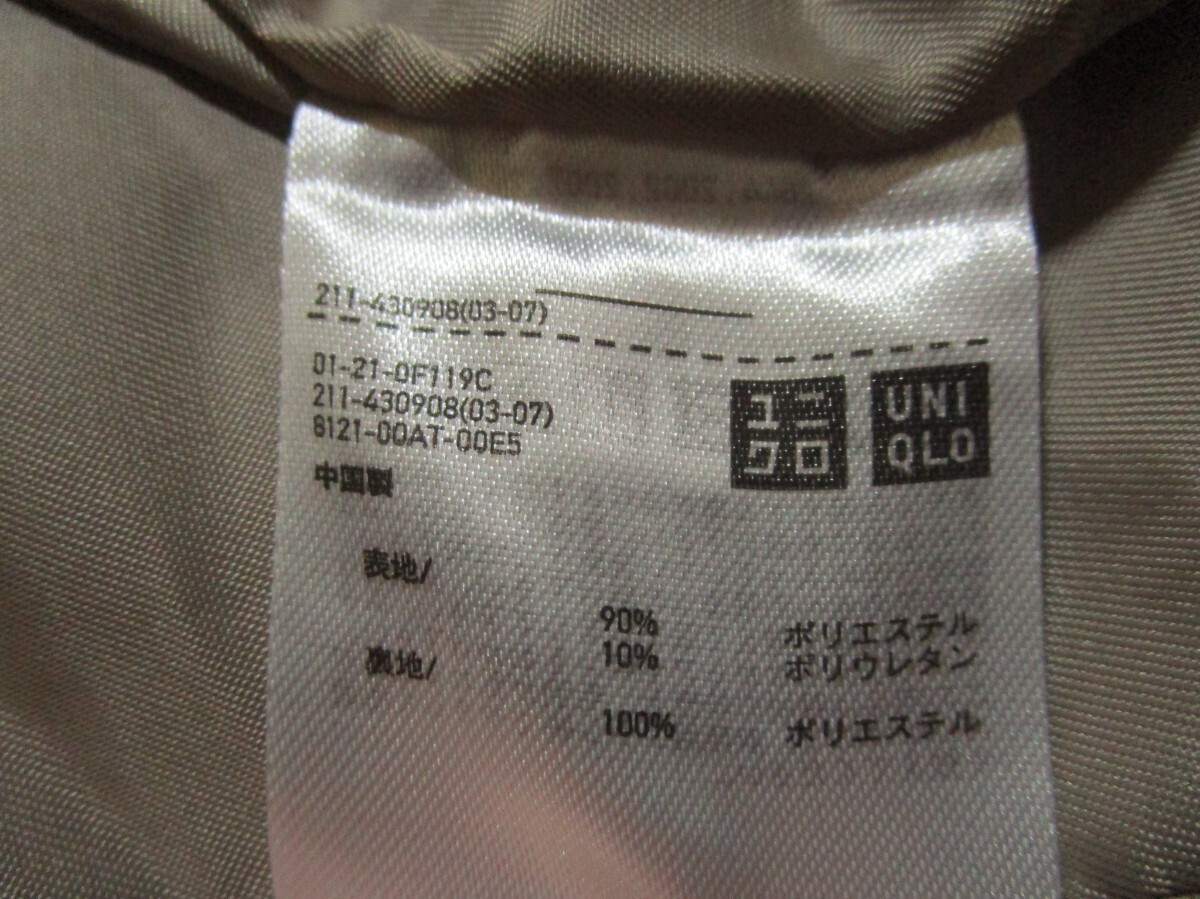 211-430908(03-07)
01-21-0F119C
211-430908(03-07)
8121-00AT-00E5
中国製
ユニ
クロ
UNI
QLO
表地/
90% ポリエステル
10% ポリウレタン
裏地/
100% ポリエステル